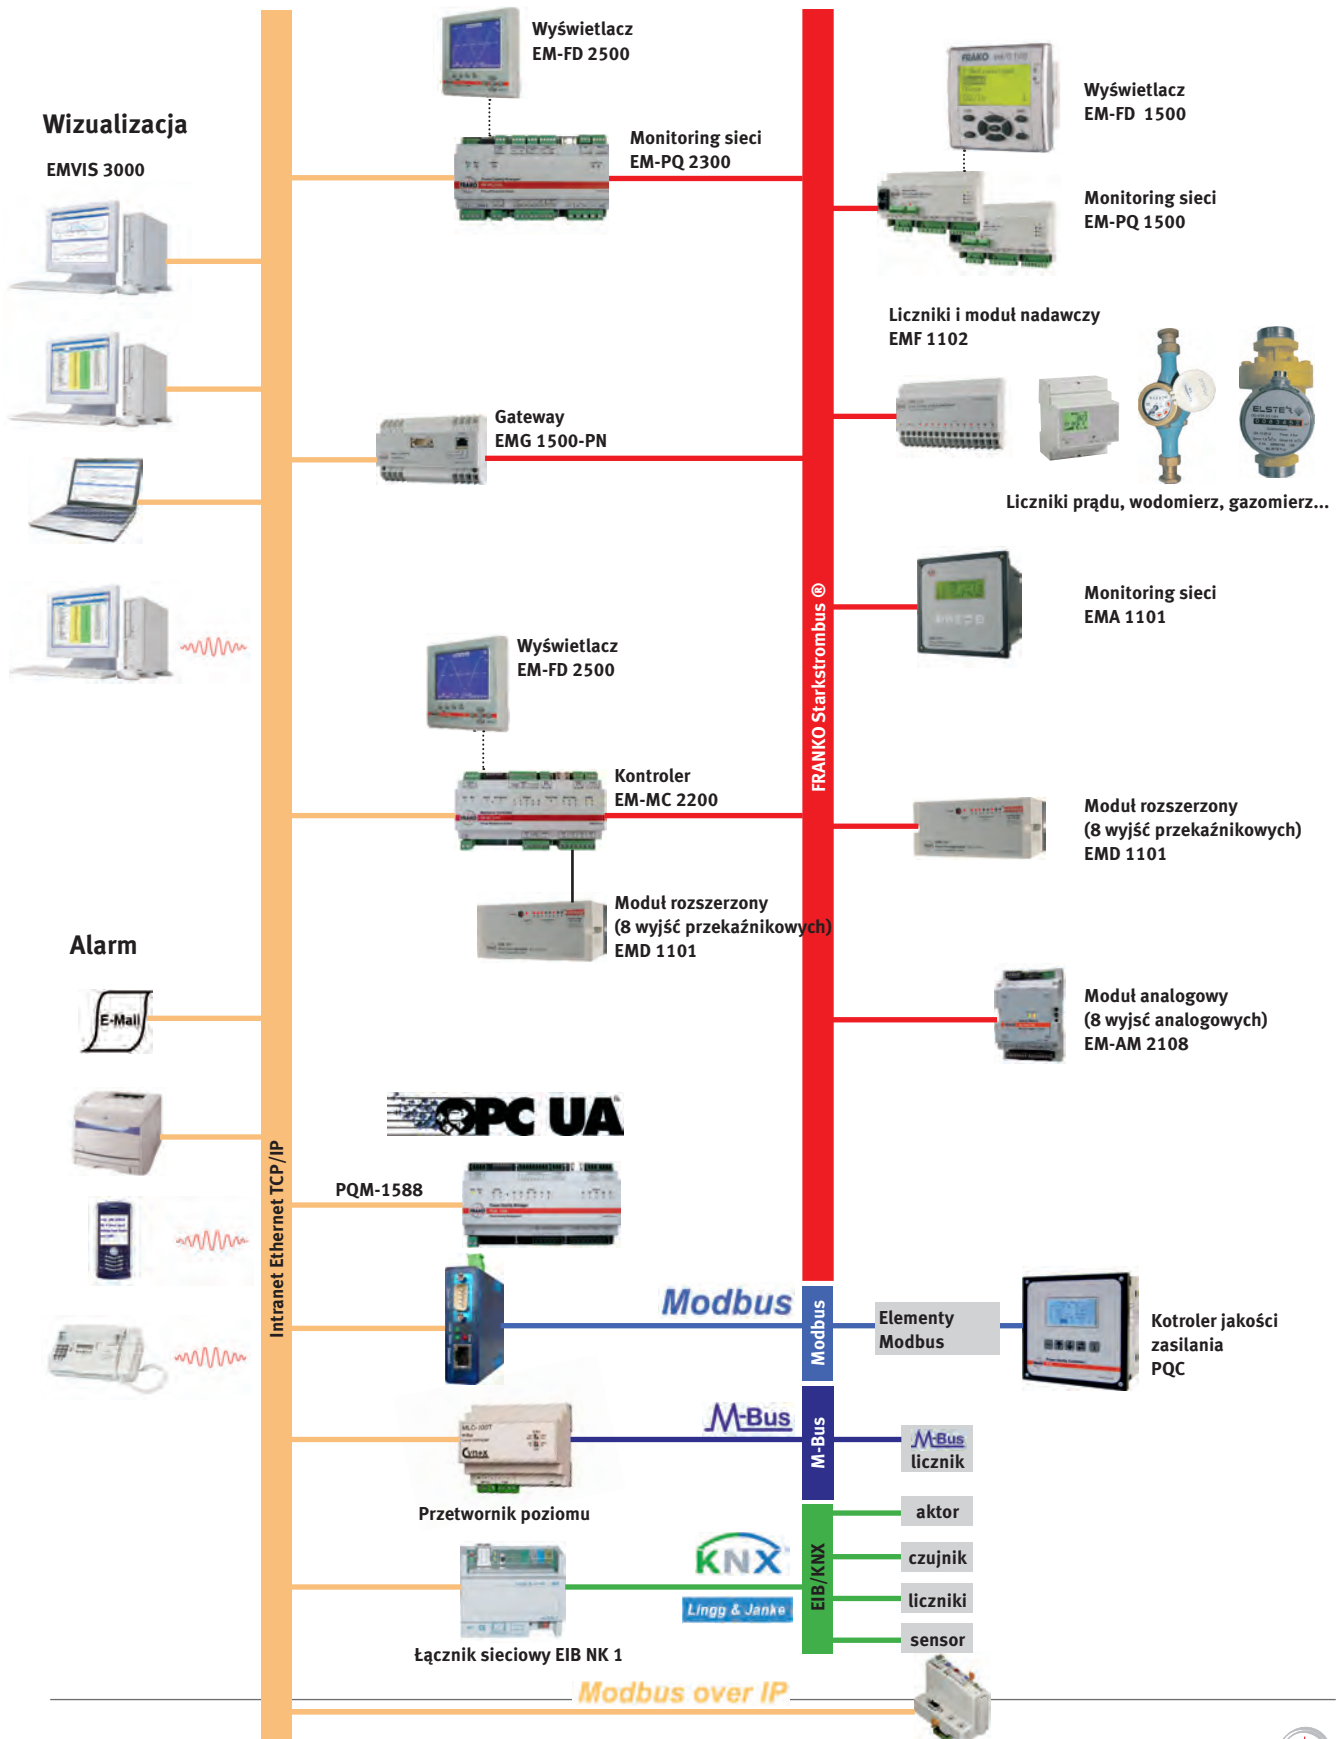 Wyświetlacz
EM-FD 2500
Wizualizacja
EMVIS 3000
Monitoring sieci
EM-PQ 2300
FRAKO
Wyświetlacz
EM-FD 1500
Monitoring sieci
EM-PQ 1500
Liczniki i moduł nadawczy
EMF 1102
ELSTER
Liczniki prądu, wodomierz, gazomierz...
Gateway
EMG 1500-PN
Monitoring sieci
EMA 1101
FRANKO Starkstrombus ®
Wyświetlacz
EM-FD 2500
Kontroler
EM-MC 2200
FRAKO
Moduł rozszerzony
(8 wyjść przekaźnikowych)
EMD 1101
Moduł rozszerzony
(8 wyjść przekaźnikowych)
EMD 1101
Alarm
E-Mail
Moduł analogowy
(8 wyjsć analogowych)
EM-AM 2108
OPC UA
Intranet Ethernet TCP/IP
PQM-1588
Modbus
Modbus
Elementy
Modbus
Kotroler jakości
zasilania
PQC
M-Bus
M-Bus
M-Bus
licznik
Przetwornik poziomu
KNX
Lingg & Janke
EIB/KNX
aktor
czujnik
liczniki
sensor
Łącznik sieciowy EIB NK 1
Modbus over IP